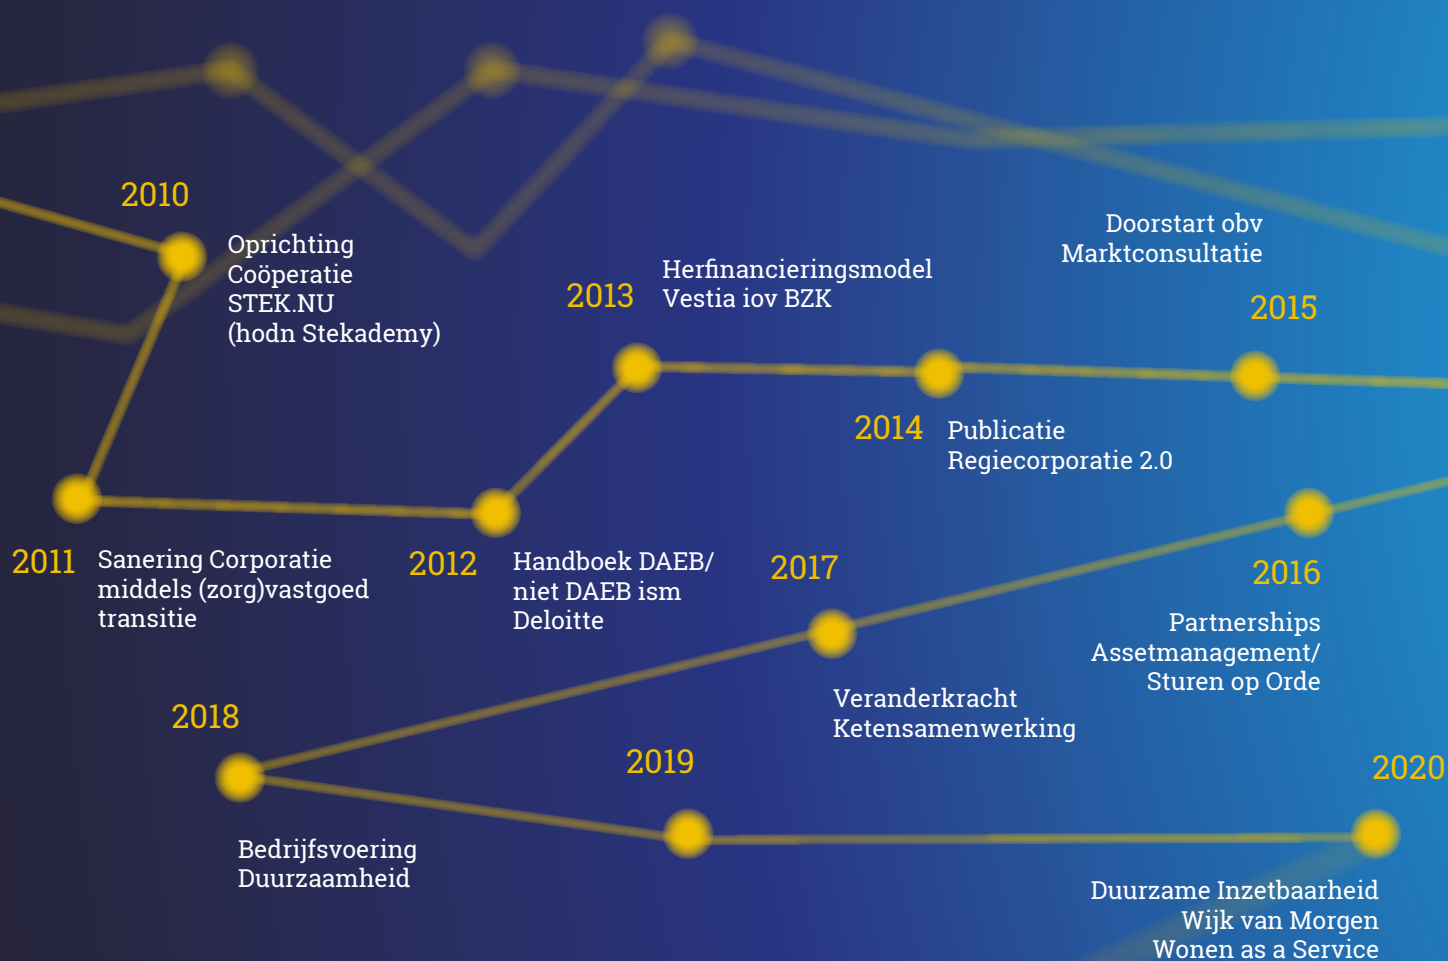 2010
Oprichting
Coöperatie
STEK.NU
(hodn Stekademy)
2011
Sanering Corporatie
middels (zorg)vastgoed
transitie
2012
Handboek DAEB/
niet DAEB ism
Deloitte
2013
Herfinancieringsmodel
Vestia iov BZK
2014
Publicatie
Regiecorporatie 2.0
Doorstart obv
Marktconsultatie
2015
2016
Partnerships
Assetmanagement/
Sturen op Orde
2017
Veranderkracht
Ketensamenwerking
2018
Bedrijfsvoering
Duurzaamheid
2019
2020
Duurzame Inzetbaarheid
Wijk van Morgen
Wonen as a Service